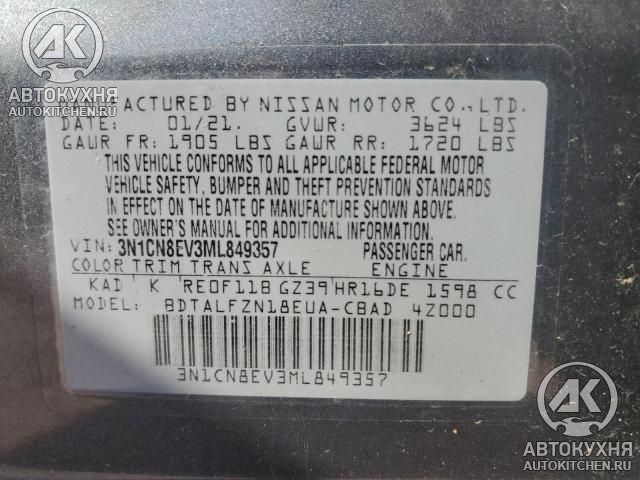 АК
АВТОКУХНЯ
AUTOKITCHEN.RU
MANUFACTURED BY NISSAN MOTOR CO., LTD.
DATE: 01/21. GVWR: 3624 LBS
GAWR FR: 1905 LBS GAWR RR: 1720 LBS
THIS VEHICLE CONFORMS TO ALL APPLICABLE FEDERAL MOTOR
VEHICLE SAFETY, BUMPER AND THEFT PREVENTION STANDARDS
IN EFFECT ON THE DATE OF MANUFACTURE SHOWN ABOVE.
SEE OWNER'S MANUAL FOR ADDITIONAL INFORMATION.
VIN: 3N1CN8EV3ML849357 PASSENGER CAR.
COLOR TRIM TRANS AXLE ENGINE
KAD K RE0F11B GZ39 HR16DE 1598 CC
MODEL: BDTALFZN18EUA-CBAD 4Z000
3N1CN8EV3ML849357
АК
АВТОКУХНЯ
AUTOKITCHEN.RU